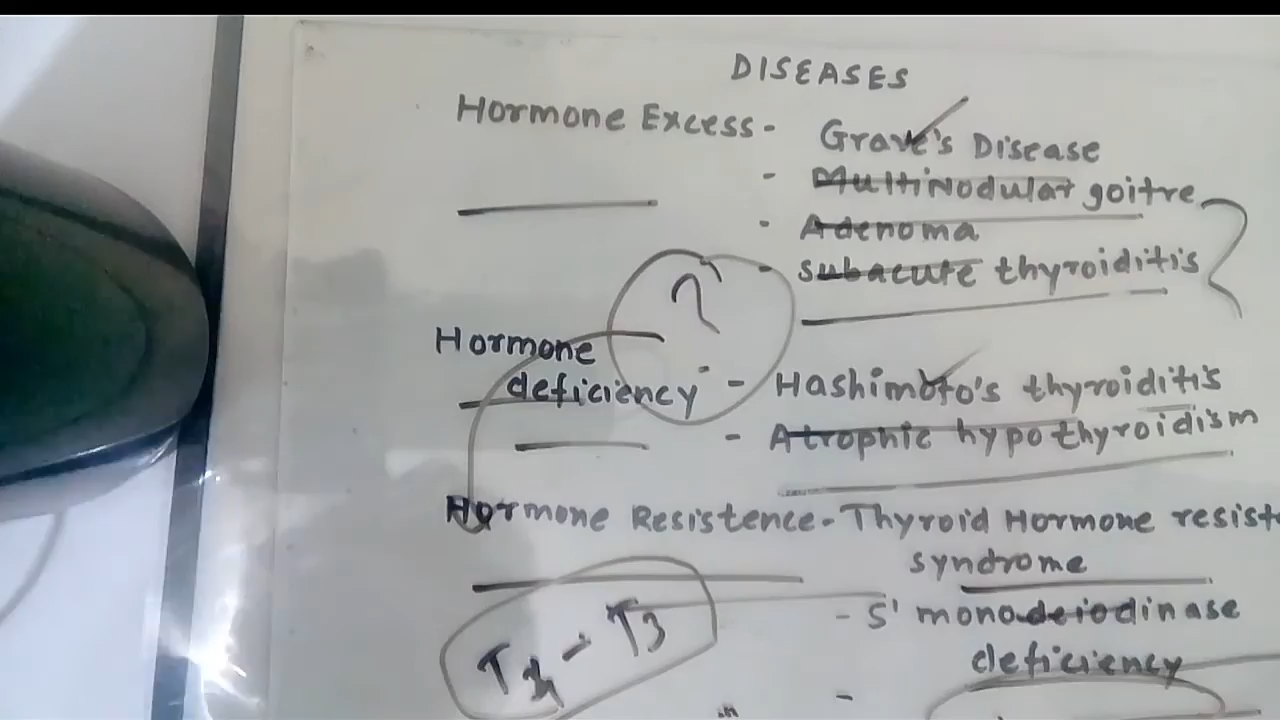 DISEASES
Hormone Excess - Grave's Disease
- Multinodular goitre
- Adenoma
- Subacute thyroiditis
?
Hormone
deficiency - Hashimoto's thyroiditis
- Atrophic hypothyroidism
Hormone Resistence - Thyroid Hormone resist
syndrome
- 5' monodeiodinase
deficiency
- T3
-